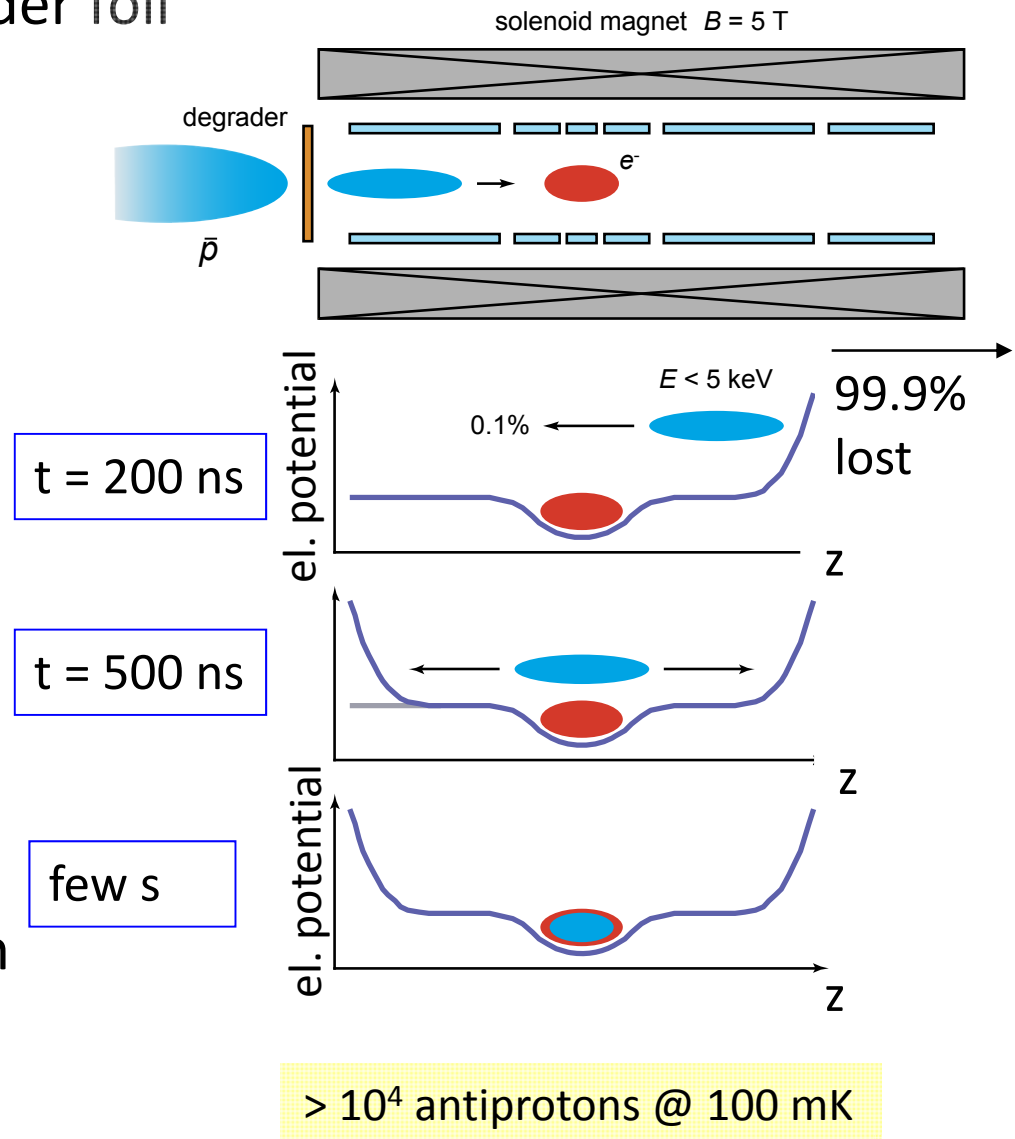 der foil
solenoid magnet B = 5 T
degrader
e-
p̄
el. potential
E < 5 keV
0.1%
99.9%
lost
t = 200 ns
z
t = 500 ns
z
el. potential
few s
n
z
> 10⁴ antiprotons @ 100 mK